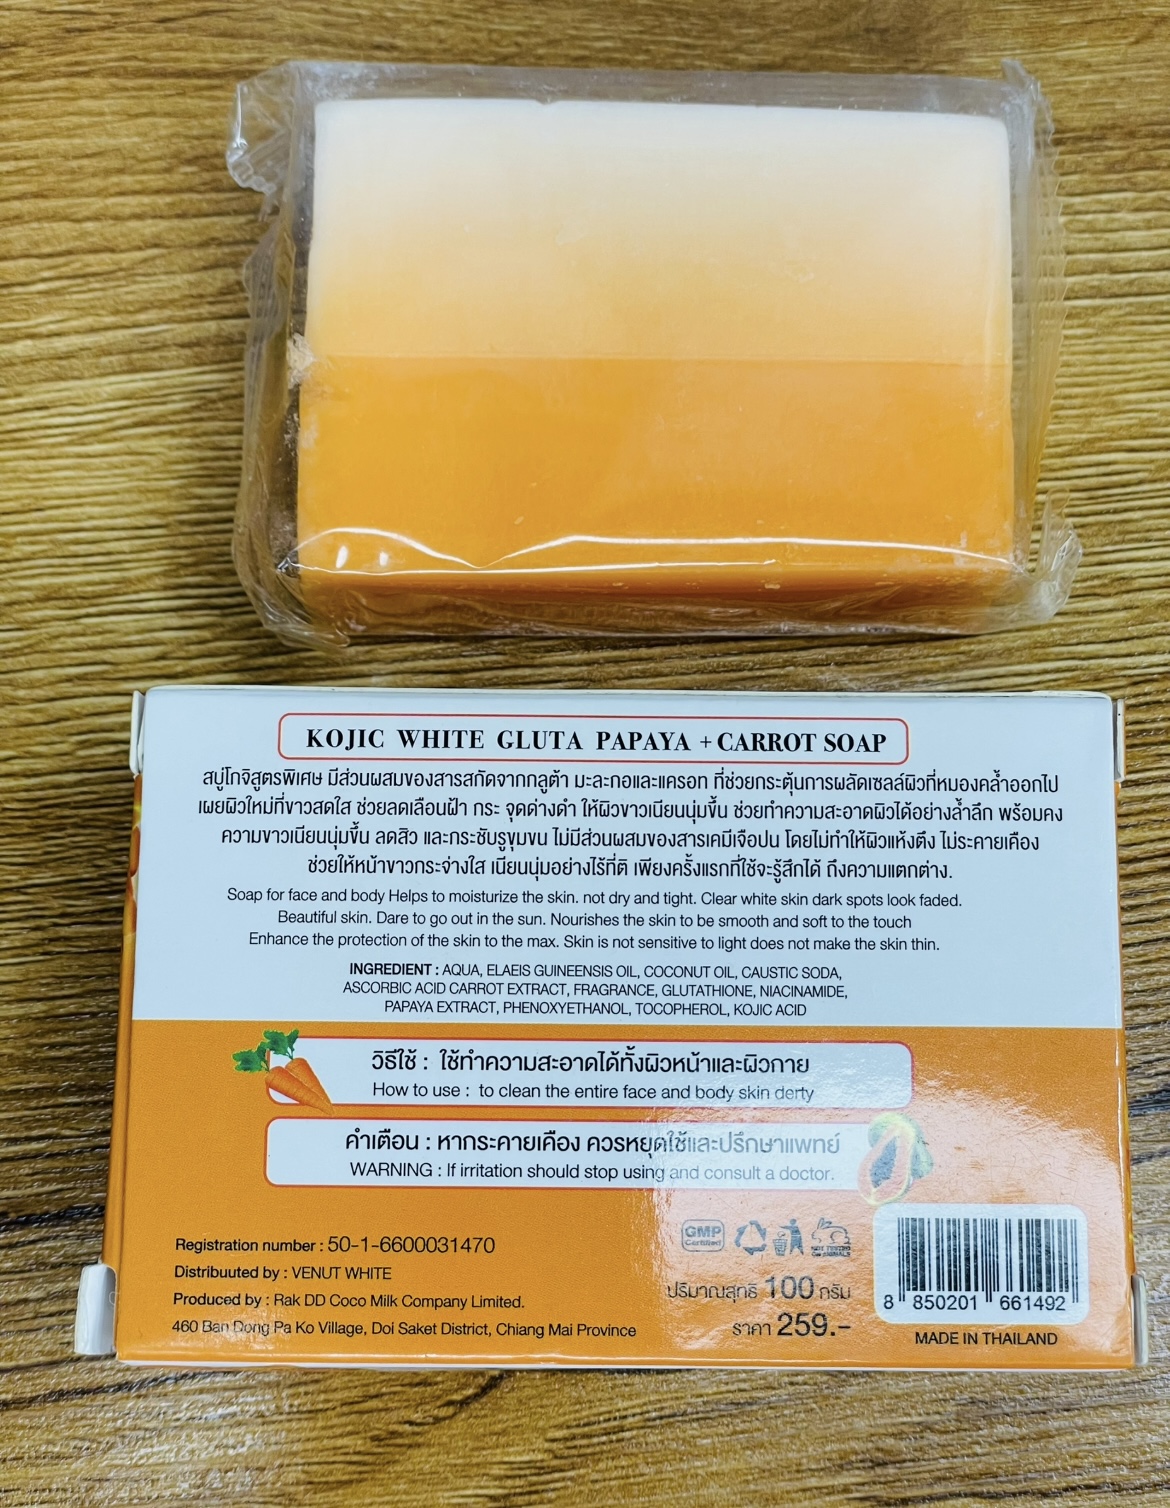 KOJIC WHITE GLUTA PAPAYA + CARROT SOAP
สบู่โกจิสูตรพิเศษ มีส่วนผสมของสารสกัดจากกลูต้า มะละกอและแครอท ที่ช่วยกระตุ้นการผลัดเซลล์ผิวที่หมองคล้ำออกไป
เผยผิวใหม่ที่ขาวสดใส ช่วยลดเลือนฝ้า กระ จุดด่างดำ ให้ผิวขาวเนียนนุ่มขึ้น ช่วยทำความสะอาดผิวได้อย่างล้ำลึก พร้อมคง
ความขาวเนียนนุ่มขึ้น ลดสิว และกระชับรูขุมขน ไม่มีส่วนผสมของสารเคมีเจือปน โดยไม่ทำให้ผิวแห้งตึง ไม่ระคายเคือง
ช่วยให้หน้าขาวกระจ่างใส เนียนนุ่มอย่างไร้ที่ติ เพียงครั้งแรกที่ใช้จะรู้สึกได้ ถึงความแตกต่าง.
Soap for face and body Helps to moisturize the skin. not dry and tight. Clear white skin dark spots look faded.
Beautiful skin. Dare to go out in the sun. Nourishes the skin to be smooth and soft to the touch
Enhance the protection of the skin to the max. Skin is not sensitive to light does not make the skin thin.
INGREDIENT : AQUA, ELAEIS GUINEENSIS OIL, COCONUT OIL, CAUSTIC SODA,
ASCORBIC ACID CARROT EXTRACT, FRAGRANCE, GLUTATHIONE, NIACINAMIDE,
PAPAYA EXTRACT, PHENOXYETHANOL, TOCOPHEROL, KOJIC ACID
วิธีใช้ : ใช้ทำความสะอาดได้ทั้งผิวหน้าและผิวกาย
How to use : to clean the entire face and body skin derty
คำเตือน : หากระคายเคือง ควรหยุดใช้และปรึกษาแพทย์
WARNING : If irritation should stop using and consult a doctor.
Registration number : 50-1-6600031470
Distribuuted by : VENUT WHITE
Produced by : Rak DD Coco Milk Company Limited.
460 Ban Dong Pa Ko Village, Doi Saket District, Chiang Mai Province
GMP
Certified
NOT TESTED
ON ANIMALS
ปริมาณสุทธิ 100 กรัม
ราคา 259.-
8 850201 661492
MADE IN THAILAND